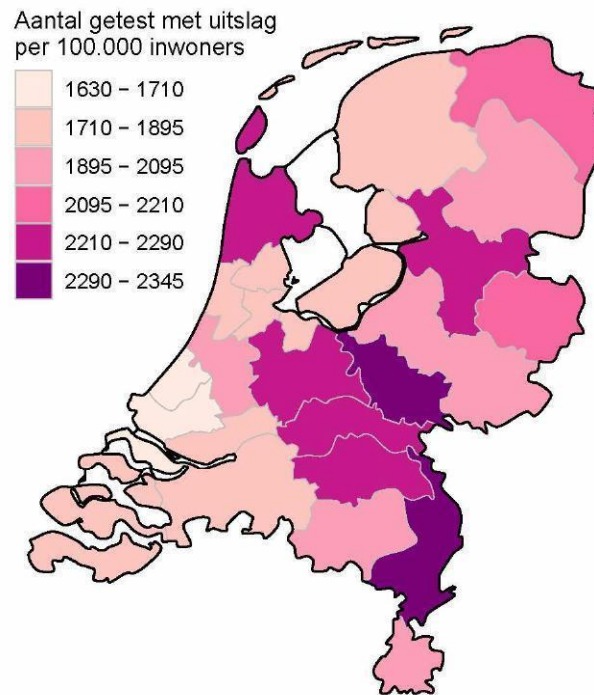 Aantal getest met uitslag
per 100.000 inwoners
1630 − 1710
1710 − 1895
1895 − 2095
2095 − 2210
2210 − 2290
2290 − 2345